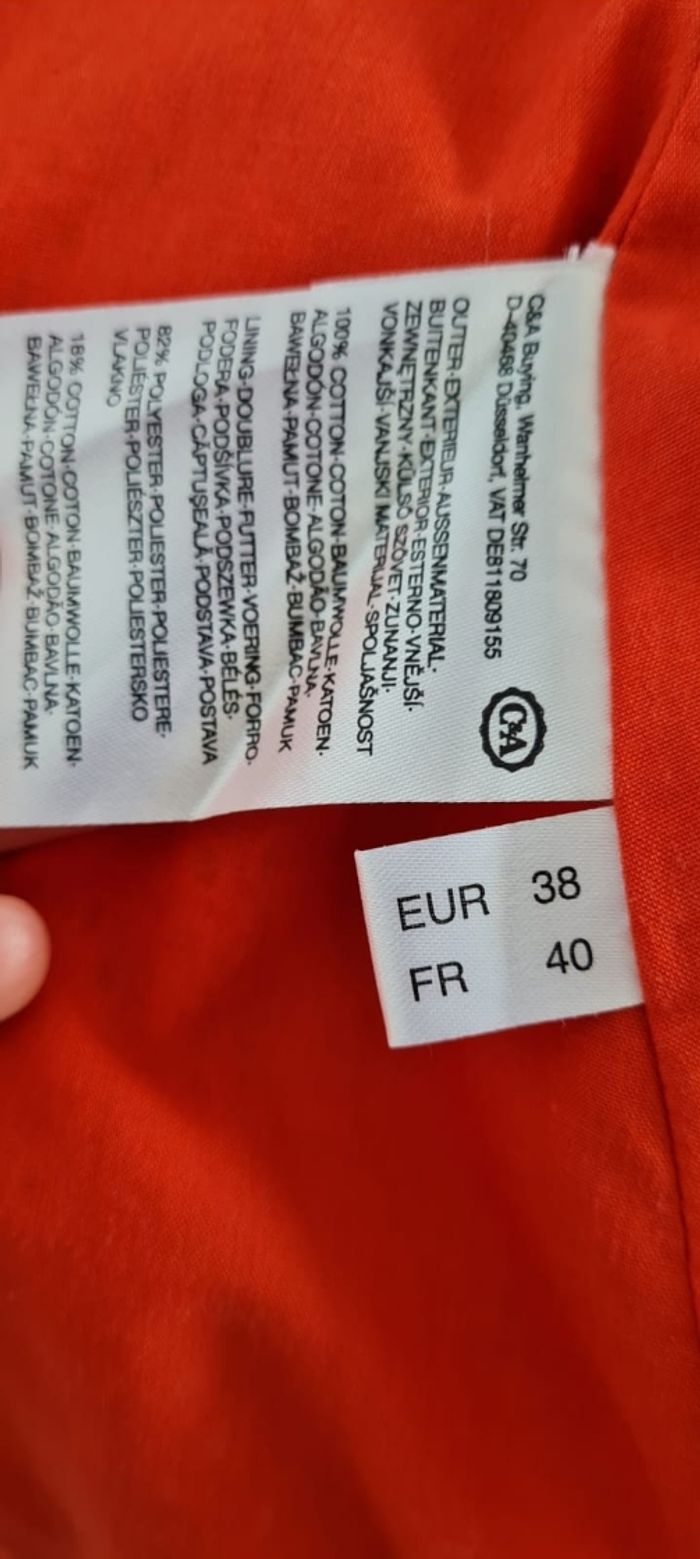 C&A Buying, Wanheimer Str. 70
D-40468 Düsseldorf, VAT DE811809155
C&A
OUTER·EXTERIEUR·AUSSENMATERIAL·
BUITENKANT·EXTERIOR·ESTERNO·VNĚJŠÍ·
ZEWNĘTRZNY·KÜLSŐ SZÖVET·ZUNANJI·
VONKAJŠÍ·VANJSKI MATERIJAL·SPOLJAŠNOST
100% COTTON·COTON·BAUMWOLLE·KATOEN·
ALGODÓN·COTONE·ALGODÃO·BAVLNA·
BAWEŁNA·PAMUT·BOMBAŽ·BUMBAC·PAMUK
LINING·DOUBLURE·FUTTER·VOERING·FORRO·
FODERA·PODŠÍVKA·PODSZEWKA·BÉLÉS·
PODLOGA·CĂPTUŞEALĂ·PODSTAVA·POSTAVA
82% POLYESTER·POLIESTER·POLIESTERE·
POLIÉSTER·POLIÉSZTER·POLIESTERSKO
VLAKNO
18% COTTON·COTON·BAUMWOLLE·KATOEN·
ALGODÓN·COTONE·ALGODÃO·BAVLNA·
BAWEŁNA·PAMUT·BOMBAŽ·BUMBAC·PAMUK
EUR 38
FR 40